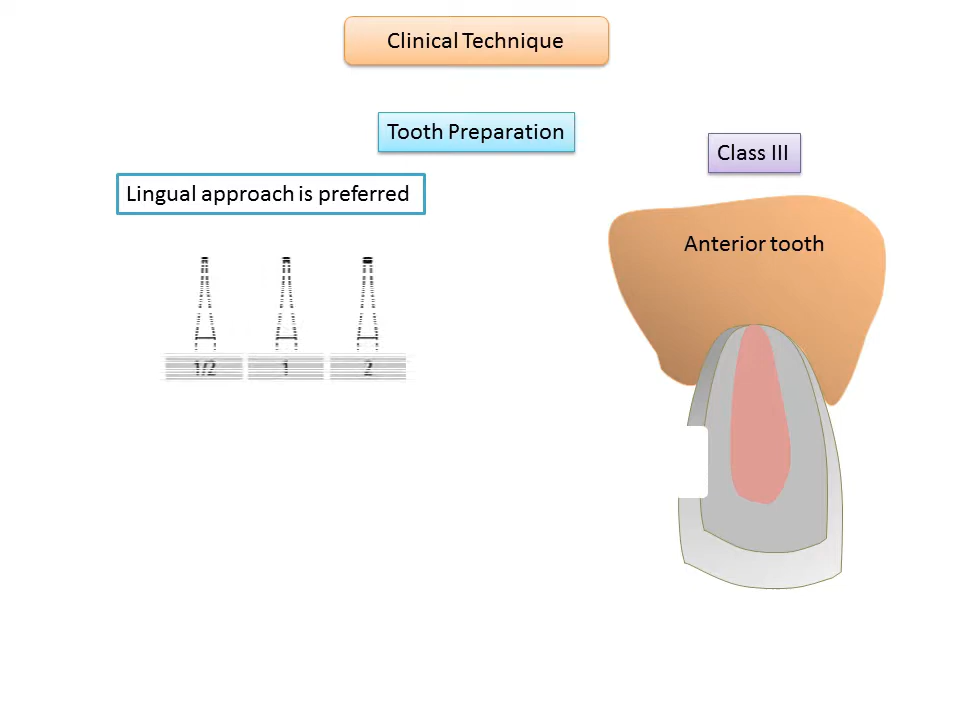 Clinical Technique
Tooth Preparation
Class III
Lingual approach is preferred
Anterior tooth
1/2 1 2